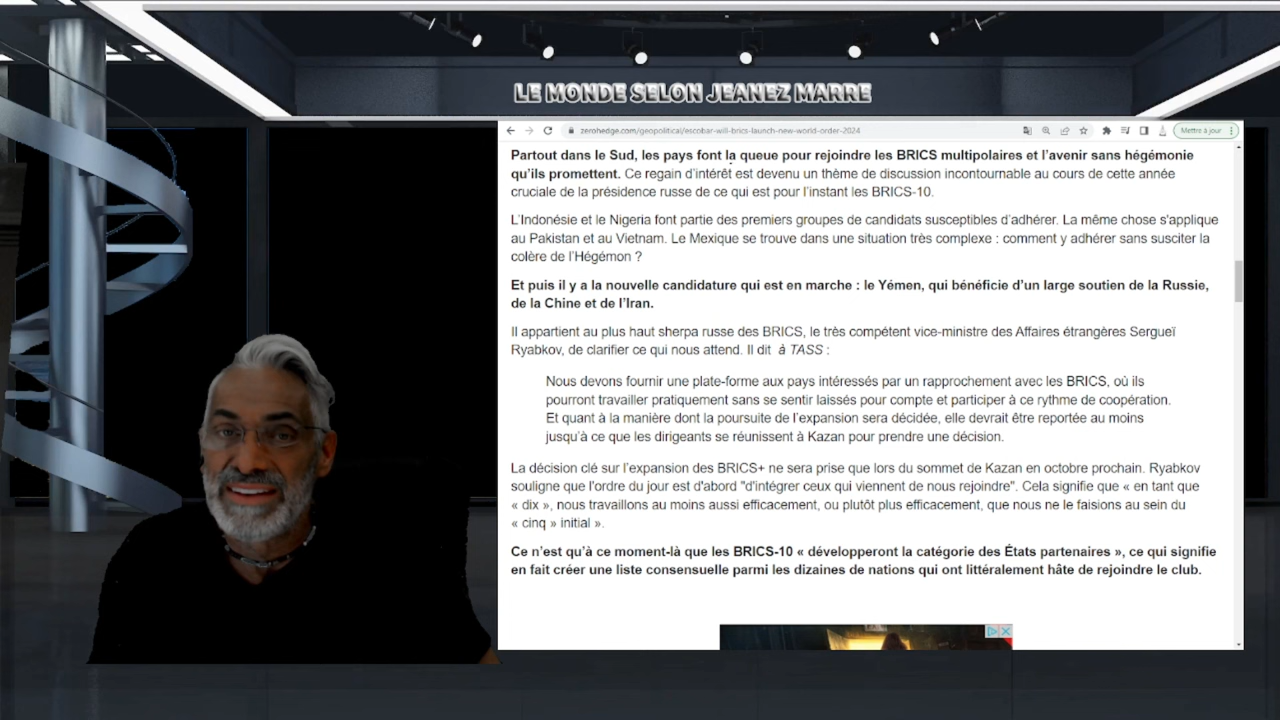 LE MONDE SELON JEANEZ MARRE
zerohedge.com/geopolitical/escobar-will-brics-launch-new-world-order-2024
Mettre à jour
Partout dans le Sud, les pays font la queue pour rejoindre les BRICS multipolaires et l'avenir sans hégémonie
qu'ils promettent. Ce regain d'intérêt est devenu un thème de discussion incontournable au cours de cette année
cruciale de la présidence russe de ce qui est pour l'instant les BRICS-10.
L'Indonésie et le Nigeria font partie des premiers groupes de candidats susceptibles d'adhérer. La même chose s'applique
au Pakistan et au Vietnam. Le Mexique se trouve dans une situation très complexe : comment y adhérer sans susciter la
colère de l'Hégémon ?
Et puis il y a la nouvelle candidature qui est en marche : le Yémen, qui bénéficie d'un large soutien de la Russie,
de la Chine et de l'Iran.
Il appartient au plus haut sherpa russe des BRICS, le très compétent vice-ministre des Affaires étrangères Sergueï
Ryabkov, de clarifier ce qui nous attend. Il dit à TASS :
Nous devons fournir une plate-forme aux pays intéressés par un rapprochement avec les BRICS, où ils
pourront travailler pratiquement sans se sentir laissés pour compte et participer à ce rythme de coopération.
Et quant à la manière dont la poursuite de l'expansion sera décidée, elle devrait être reportée au moins
jusqu'à ce que les dirigeants se réunissent à Kazan pour prendre une décision.
La décision clé sur l'expansion des BRICS+ ne sera prise que lors du sommet de Kazan en octobre prochain. Ryabkov
souligne que l'ordre du jour est d'abord "d'intégrer ceux qui viennent de nous rejoindre". Cela signifie que « en tant que
« dix », nous travaillons au moins aussi efficacement, ou plutôt plus efficacement, que nous ne le faisions au sein du
« cinq » initial ».
Ce n'est qu'à ce moment-là que les BRICS-10 « développeront la catégorie des États partenaires », ce qui signifie
en fait créer une liste consensuelle parmi les dizaines de nations qui ont littéralement hâte de rejoindre le club.